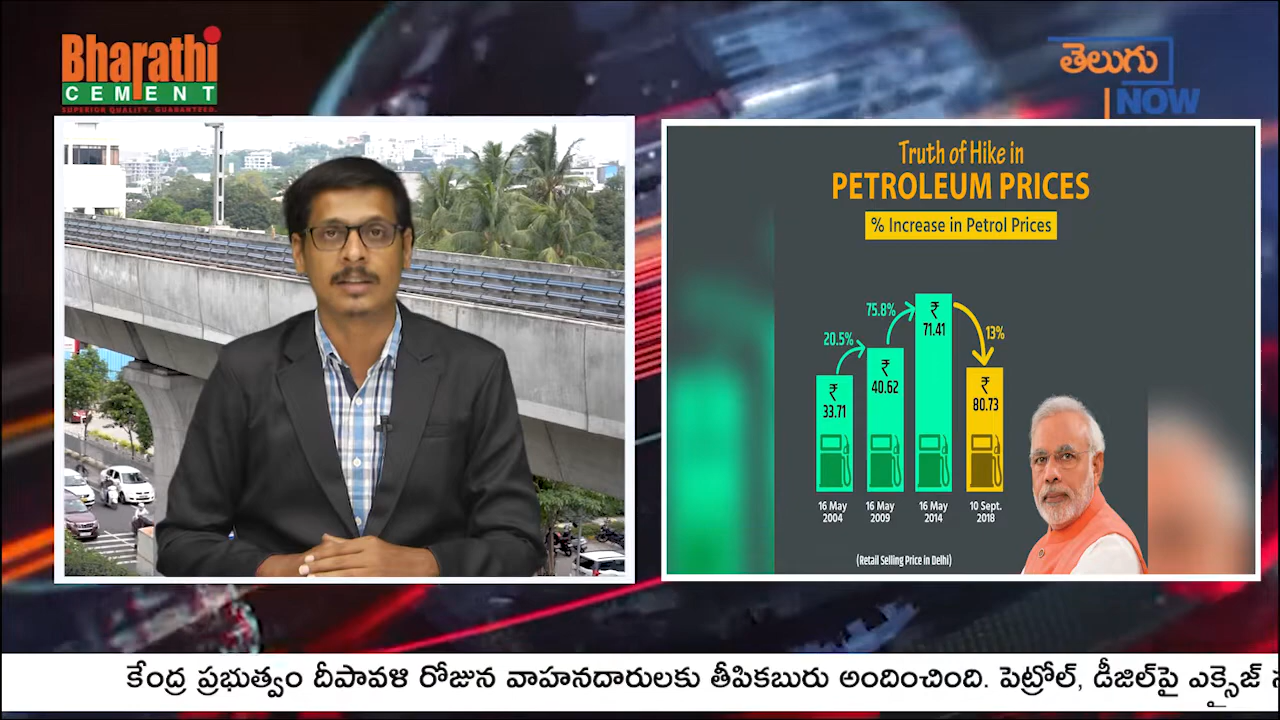 Bharathi
CEMENT
SUPERIOR QUALITY. GUARANTEED.
తెలుగు
NOW
Truth of Hike in
PETROLEUM PRICES
% Increase in Petrol Prices
20.5%
75.8%
13%
₹
33.71
₹
40.62
₹
71.41
₹
80.73
16 May
2004
16 May
2009
16 May
2014
10 Sept.
2018
(Retail Selling Price in Delhi)
కేంద్ర ప్రభుత్వం దీపావళి రోజున వాహనదారులకు తీపికబురు అందించింది. పెట్రోల్, డీజిల్‌పై ఎక్సైజ్